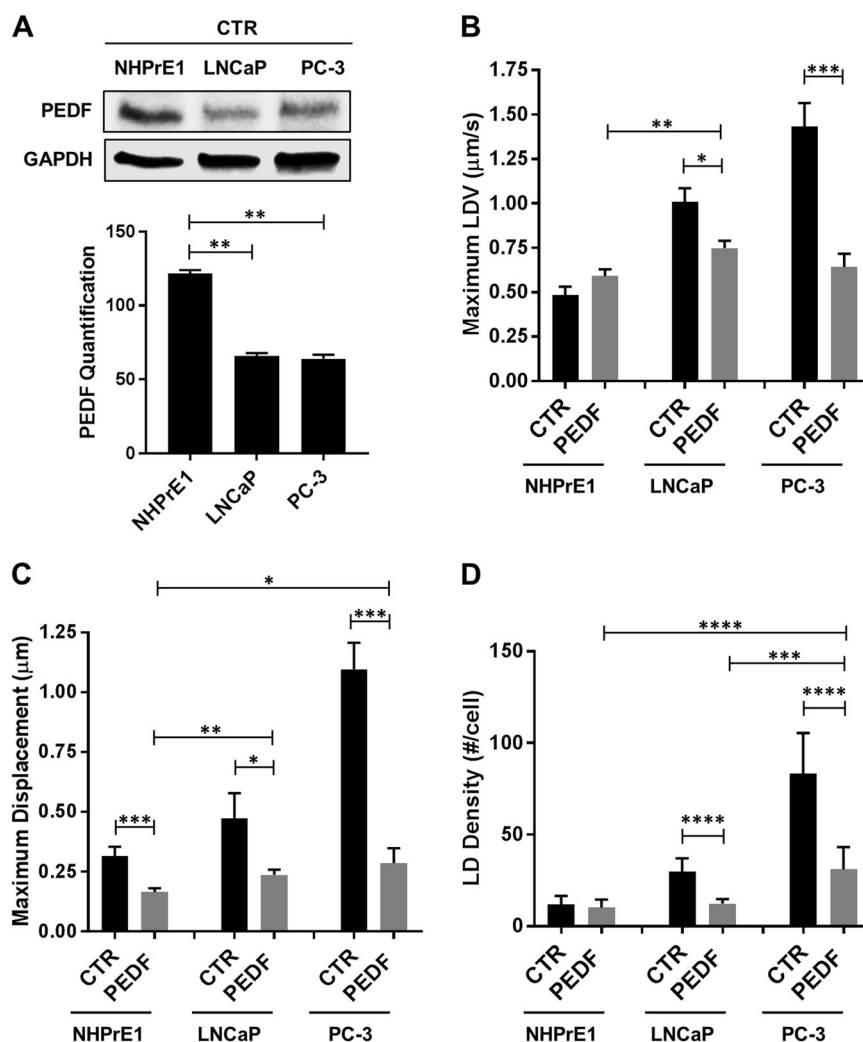 A
CTR
NHPrE1 LNCaP PC-3
PEDF
GAPDH
** 
**
PEDF Quantification
150
100
50
0
NHPrE1
LNCaP
PC-3
B
Maximum LDV (μm/s)
1.75
1.50
1.25
1.00
0.75
0.50
0.25
0.00
***
**
*
CTR PEDF CTR PEDF CTR PEDF
NHPrE1 LNCaP PC-3
C
Maximum Displacement (μm)
1.25
1.00
0.75
0.50
0.25
0.00
*
***
**
*
***
CTR PEDF CTR PEDF CTR PEDF
NHPrE1 LNCaP PC-3
D
LD Density (#/cell)
150
100
50
0
****
***
****
****
CTR PEDF CTR PEDF CTR PEDF
NHPrE1 LNCaP PC-3